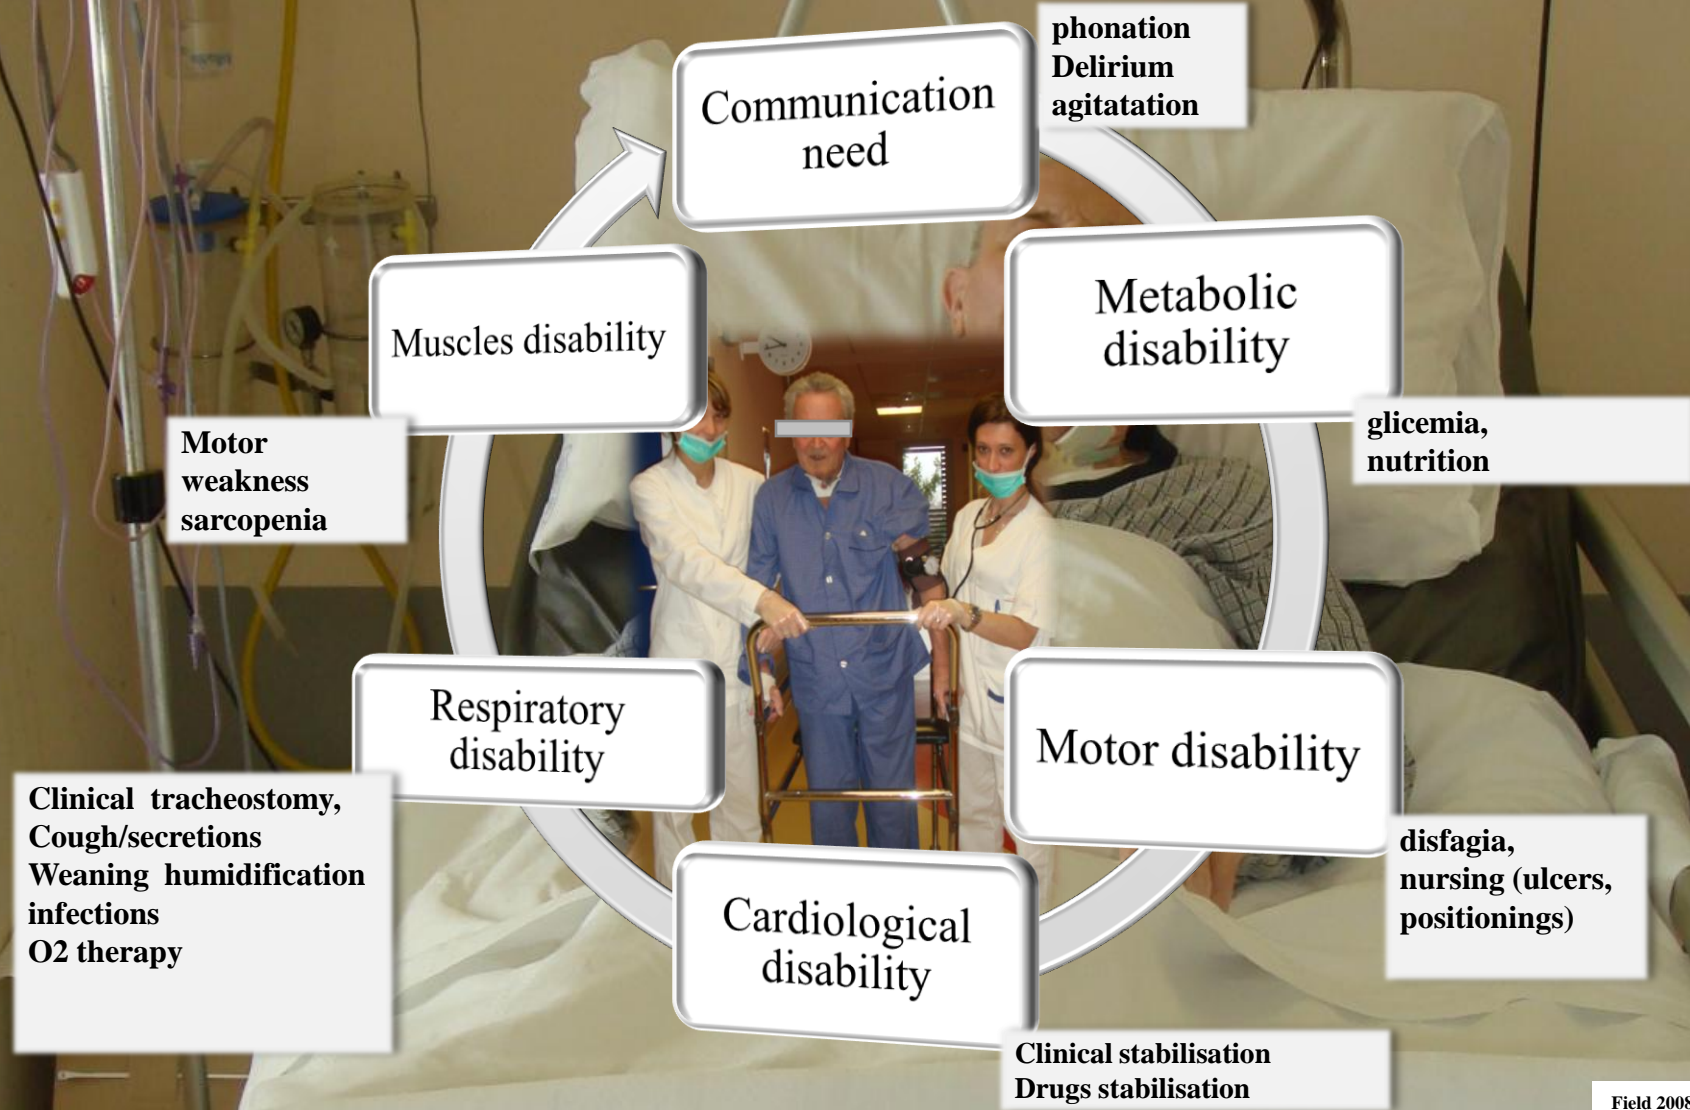 phonation
Delirium
agitatation
Communication
need
Metabolic
disability
glicemia,
nutrition
Muscles disability
Motor
weakness
sarcopenia
Respiratory
disability
Motor disability
Clinical tracheostomy,
Cough/secretions
Weaning humidification
infections
O2 therapy
disfagia,
nursing (ulcers,
positionings)
Cardiological
disability
Clinical stabilisation
Drugs stabilisation
Field 2008